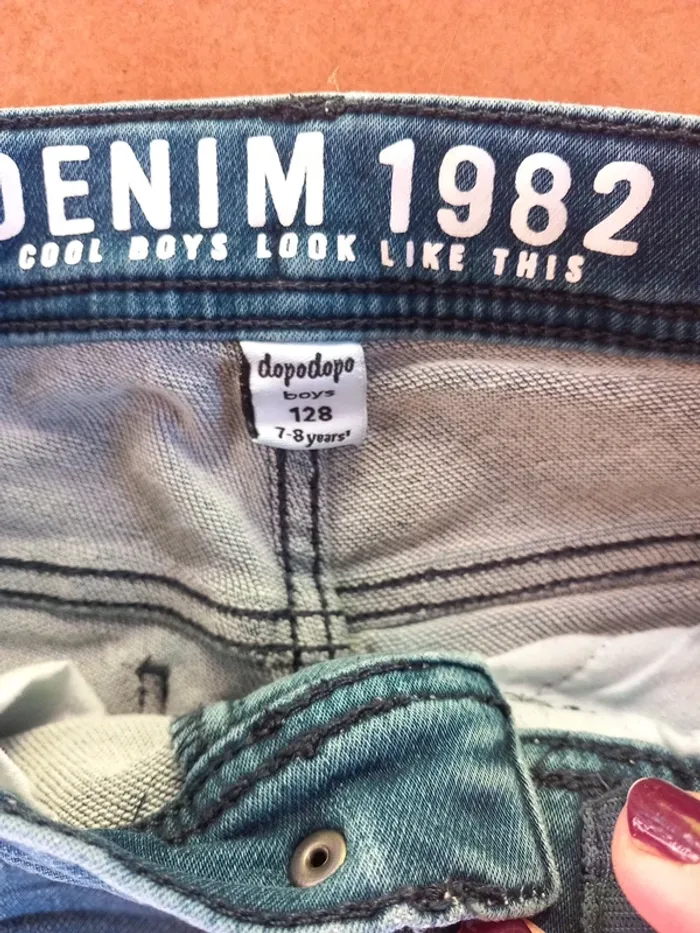 DENIM 1982
COOL BOYS LOOK LIKE THIS
dopodopo
boys
128
7-8 years